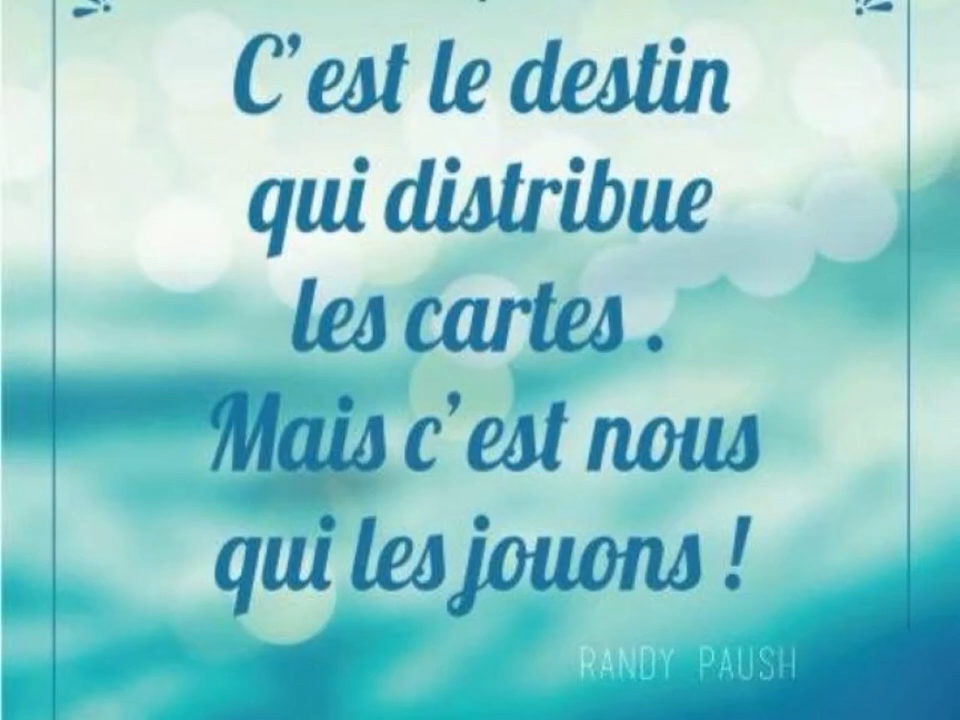 C'est le destin
qui distribue
les cartes .
Mais c'est nous
qui les jouons !
RANDY PAUSH